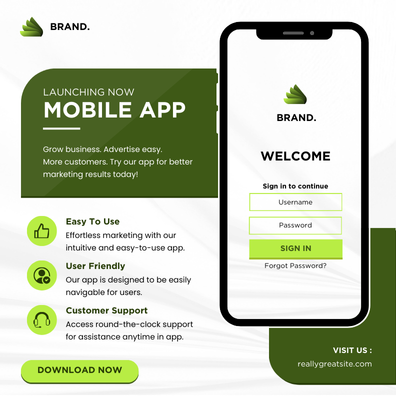 BRAND.
LAUNCHING NOW
MOBILE APP
Grow business. Advertise easy.
More customers. Try our app for better
marketing results today!
Easy To Use
Effortless marketing with our
intuitive and easy-to-use app.
User Friendly
Our app is designed to be easily
navigable for users.
Customer Support
Access round-the-clock support
for assistance anytime in app.
DOWNLOAD NOW
BRAND.
WELCOME
Sign in to continue
Username
Password
SIGN IN
Forgot Password?
VISIT US :
reallygreatsite.com